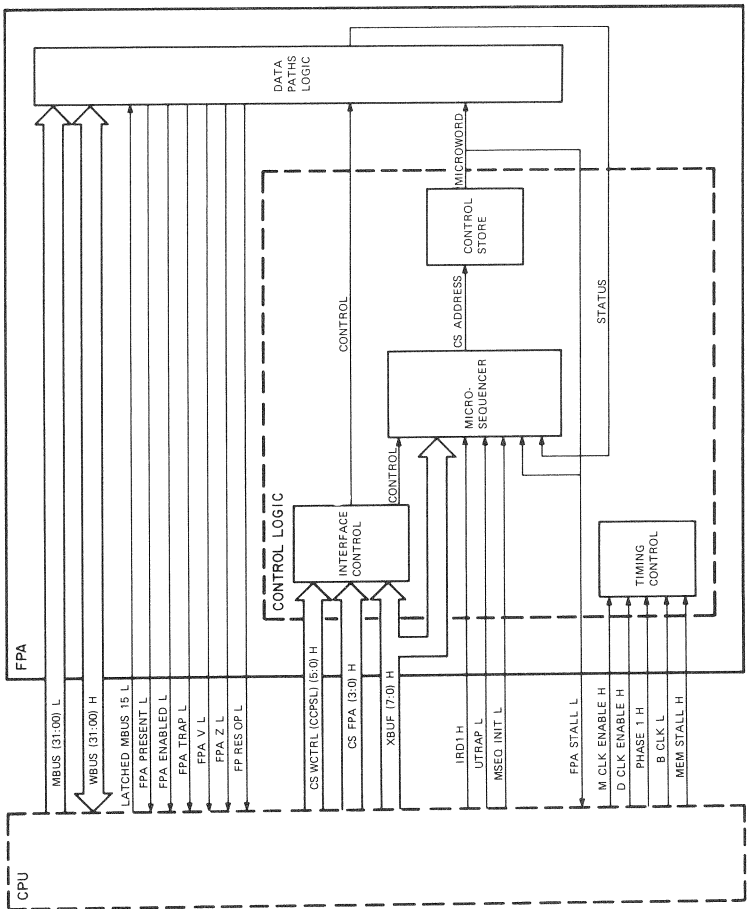 CPU
FPA
MBUS (31:00) L
WBUS (31:00) H
LATCHED MBUS 15 L
FPA PRESENT L
FPA ENABLED L
FPA TRAP L
FPA V L
FPA Z L
FP RES OP L
DATA
PATHS
LOGIC
CONTROL LOGIC
CS WCTRL (CCPSL) (5:0) H
CS FPA (3:0) H
XBUF (7:0) H
INTERFACE
CONTROL
CONTROL
CONTROL
IRD1 H
UTRAP L
MSEQ INIT L
MICRO-
SEQUENCER
CS ADDRESS
CONTROL
STORE
MICROWORD
FPA STALL L
STATUS
M CLK ENABLE H
D CLK ENABLE H
PHASE 1 H
B CLK L
MEM STALL H
TIMING
CONTROL